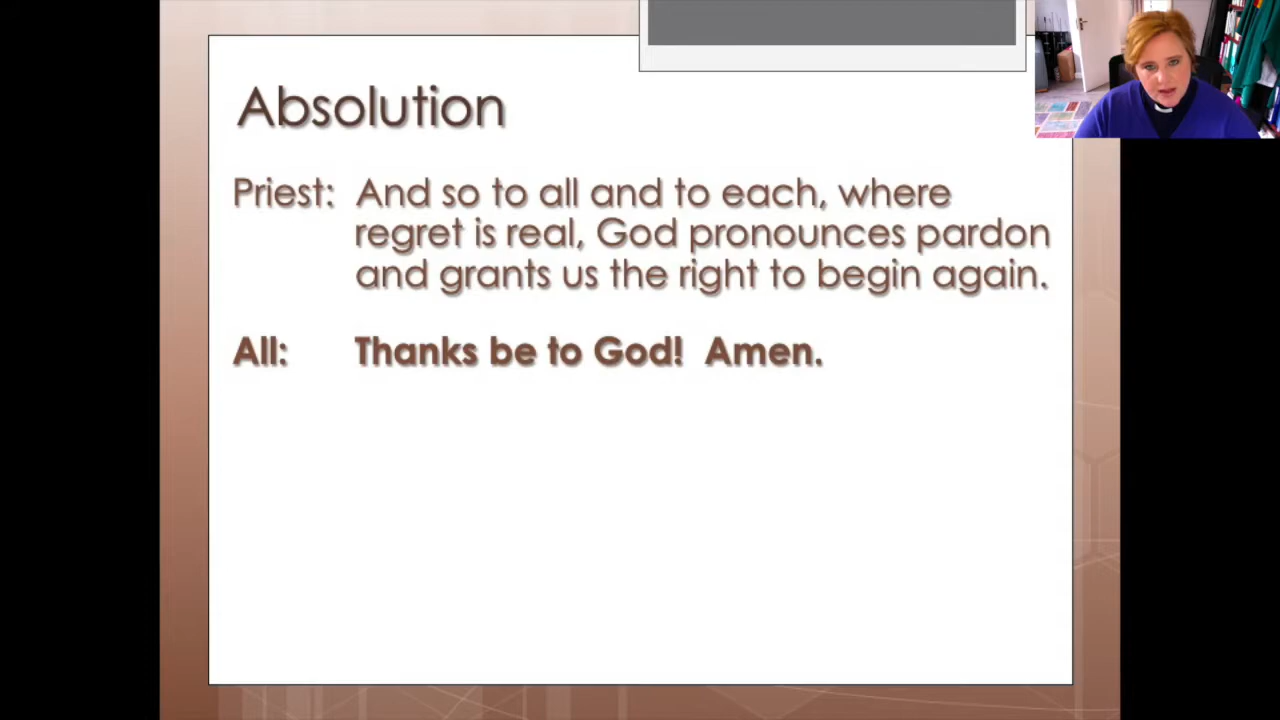 Absolution
Priest: And so to all and to each, where
regret is real, God pronounces pardon
and grants us the right to begin again.
All: Thanks be to God! Amen.